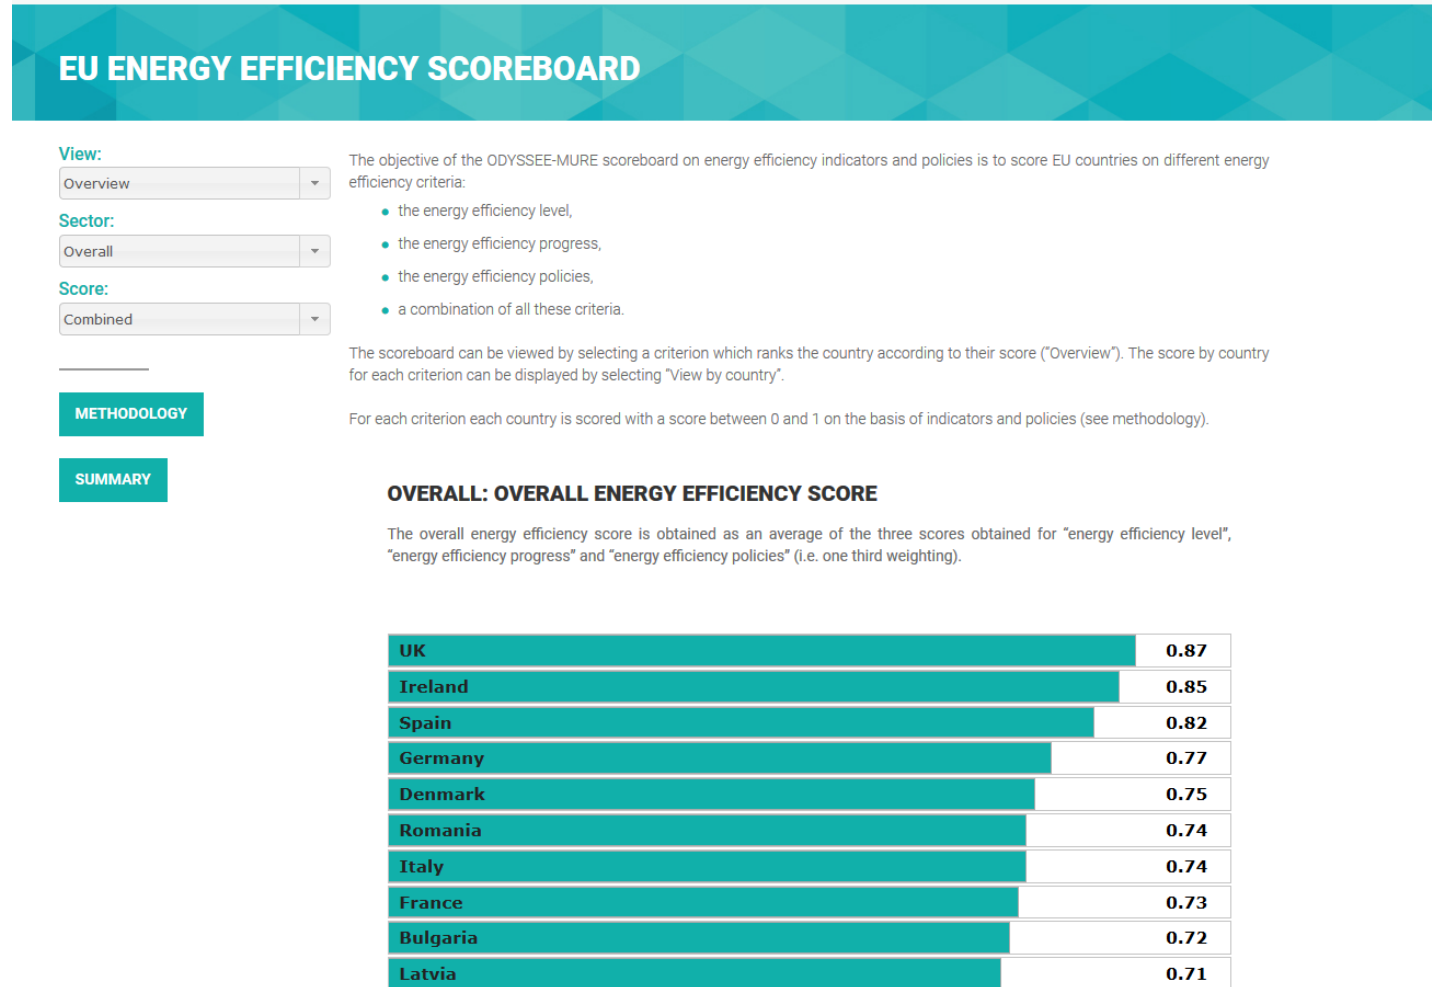 EU ENERGY EFFICIENCY SCOREBOARD
View:
Overview
Sector:
Overall
Score:
Combined
METHODOLOGY
SUMMARY
The objective of the ODYSSEE-MURE scoreboard on energy efficiency indicators and policies is to score EU countries on different energy
efficiency criteria:
the energy efficiency level,
the energy efficiency progress,
the energy efficiency policies,
a combination of all these criteria.
The scoreboard can be viewed by selecting a criterion which ranks the country according to their score ("Overview"). The score by country
for each criterion can be displayed by selecting "View by country".
For each criterion each country is scored with a score between 0 and 1 on the basis of indicators and policies (see methodology).
OVERALL: OVERALL ENERGY EFFICIENCY SCORE
The overall energy efficiency score is obtained as an average of the three scores obtained for “energy efficiency level”,
“energy efficiency progress” and “energy efficiency policies” (i.e. one third weighting).
UK 0.87
Ireland 0.85
Spain 0.82
Germany 0.77
Denmark 0.75
Romania 0.74
Italy 0.74
France 0.73
Bulgaria 0.72
Latvia 0.71